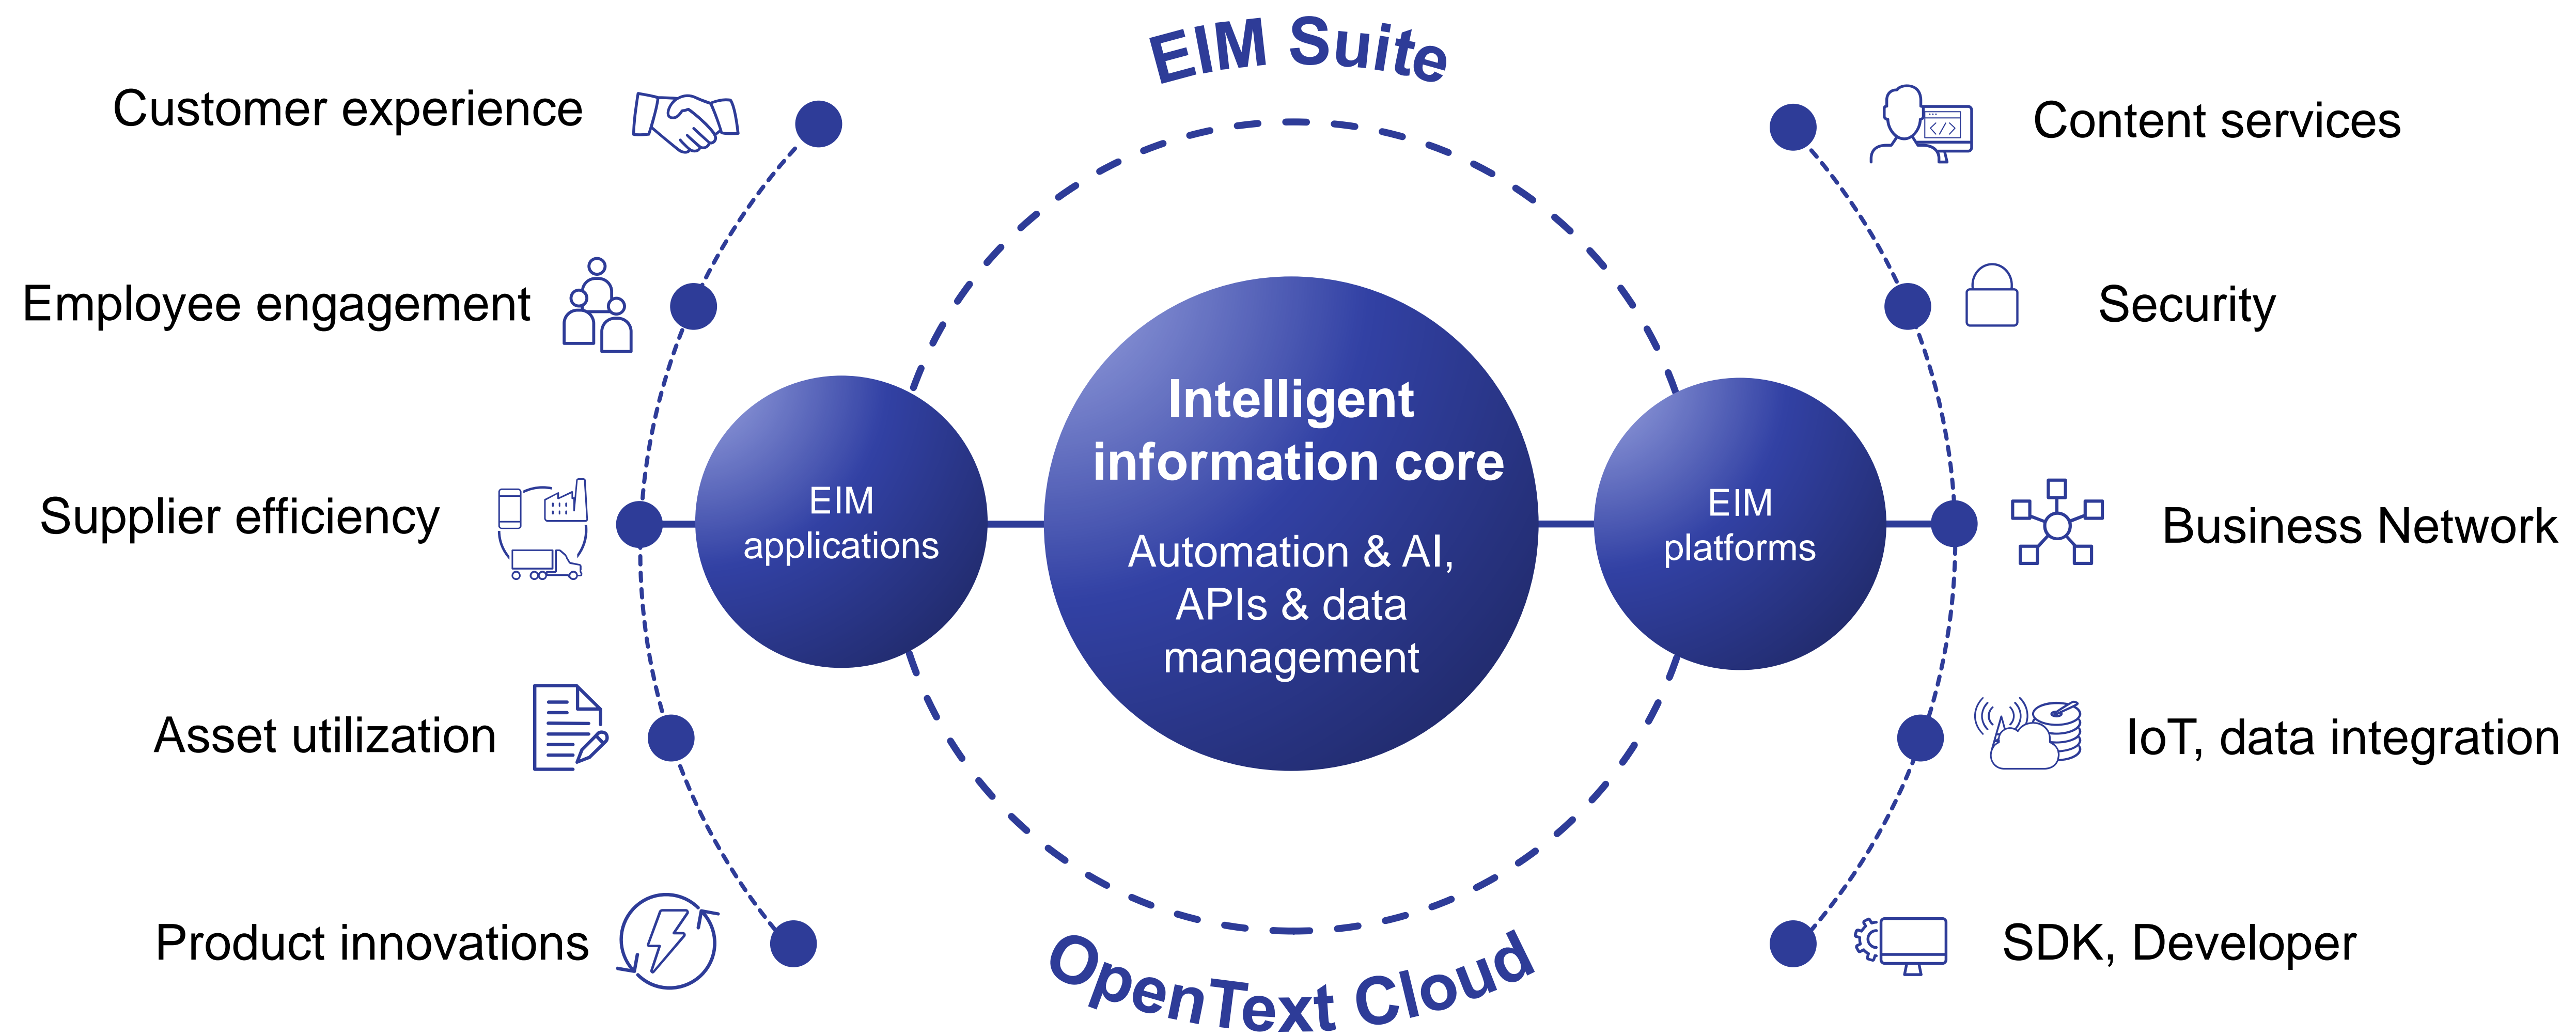 EIM Suite
Customer experience
Employee engagement
Supplier efficiency
Asset utilization
Product innovations
EIM
applications
Intelligent
information core
Automation & AI,
APIs & data
management
EIM
platforms
Content services
Security
Business Network
IoT, data integration
SDK, Developer
OpenText Cloud